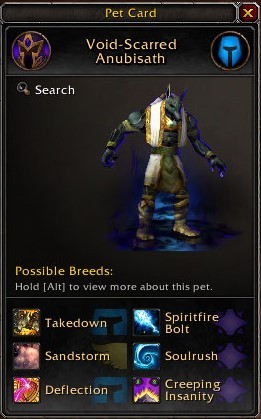 Pet Card
Void-Scarred
Anubisath
Search
Possible Breeds:
Hold [Alt] to view more about this pet.
Takedown
Spiritfire
Bolt
Sandstorm
Soulrush
Deflection
Creeping
Insanity